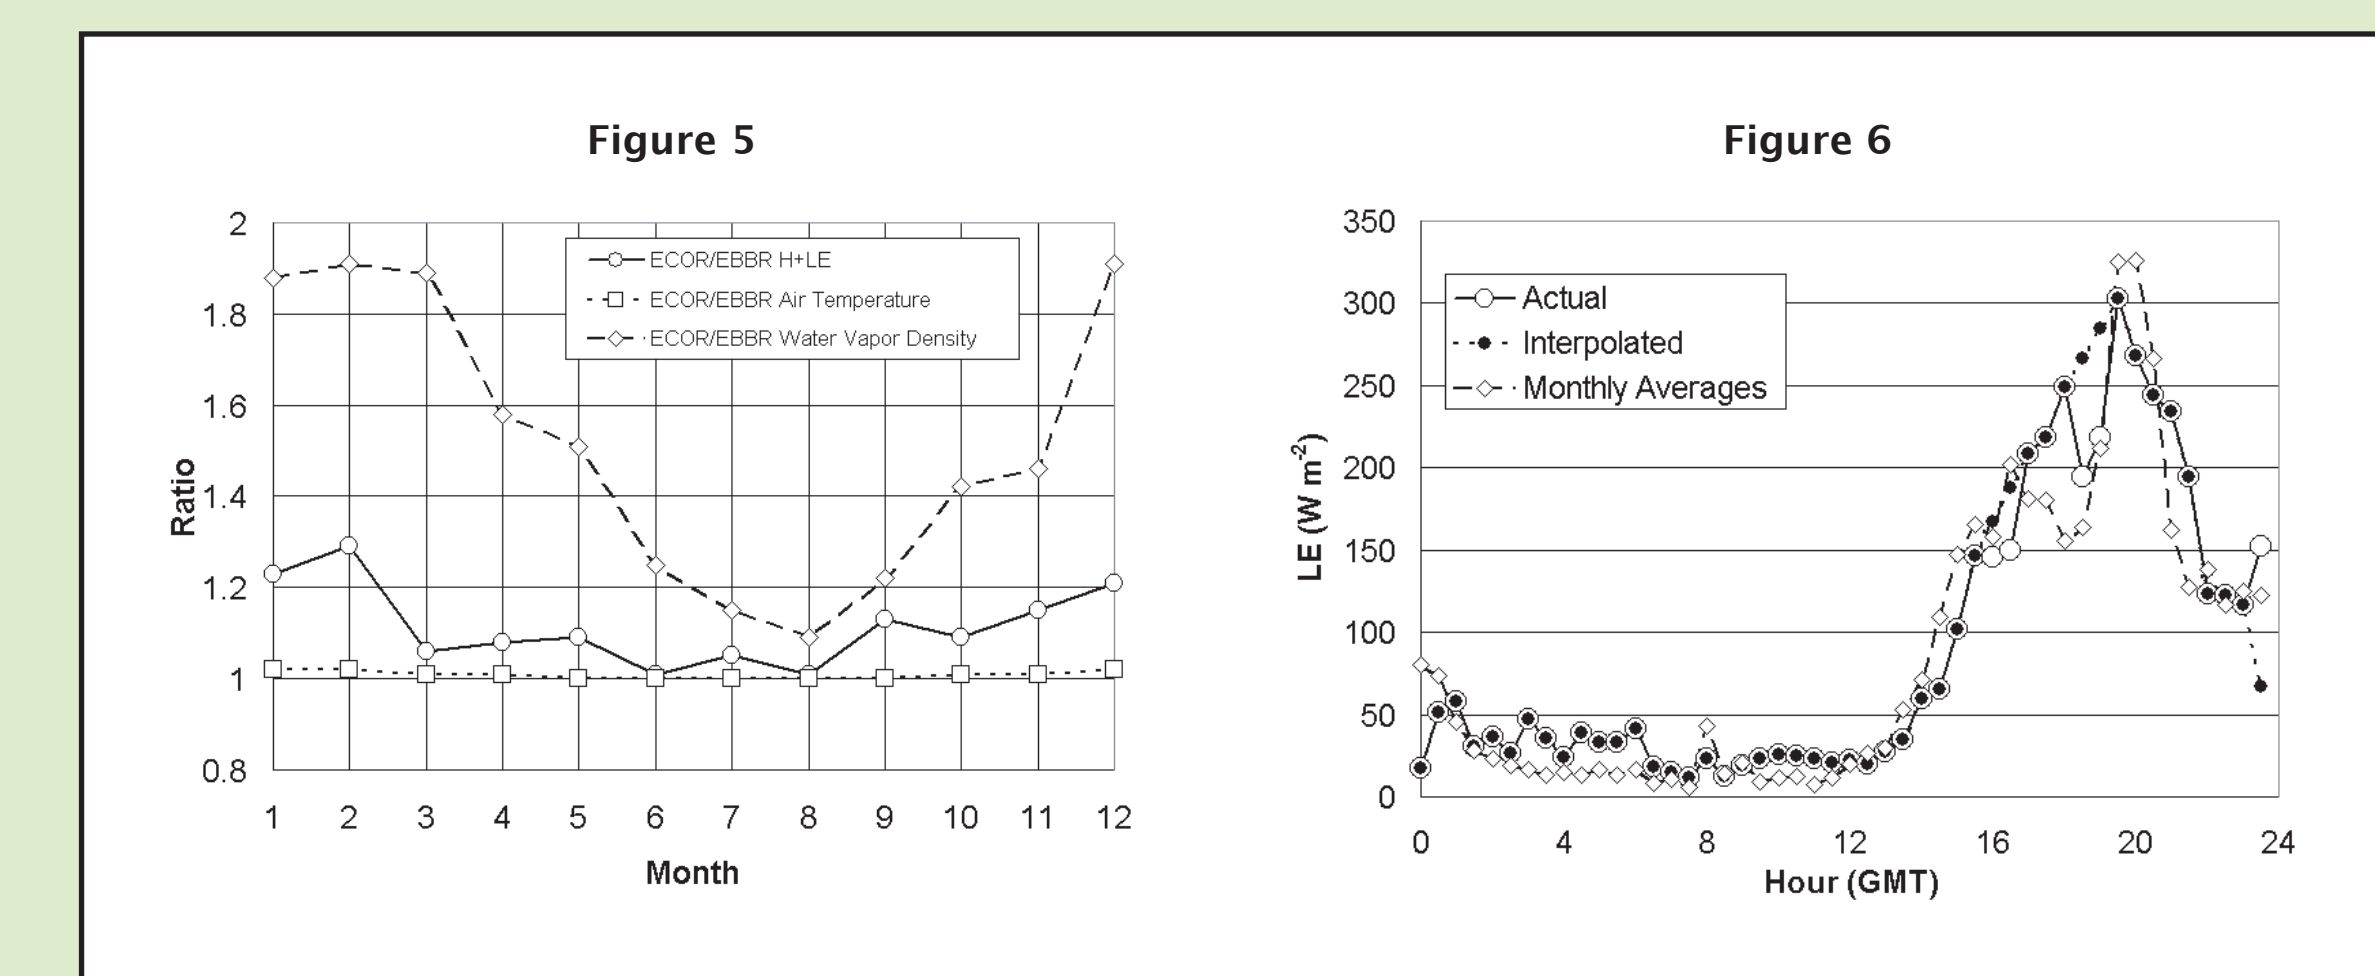 Figure 5
2
1.8
1.6
1.4
1.2
1
0.8
Ratio
ECOR/EBBR H+LE
ECOR/EBBR Air Temperature
ECOR/EBBR Water Vapor Density
1 2 3 4 5 6 7 8 9 10 11 12
Month
Figure 6
350
300
250
200
150
100
50
0
LE (W m-2)
Actual
Interpolated
Monthly Averages
0 4 8 12 16 20 24
Hour (GMT)